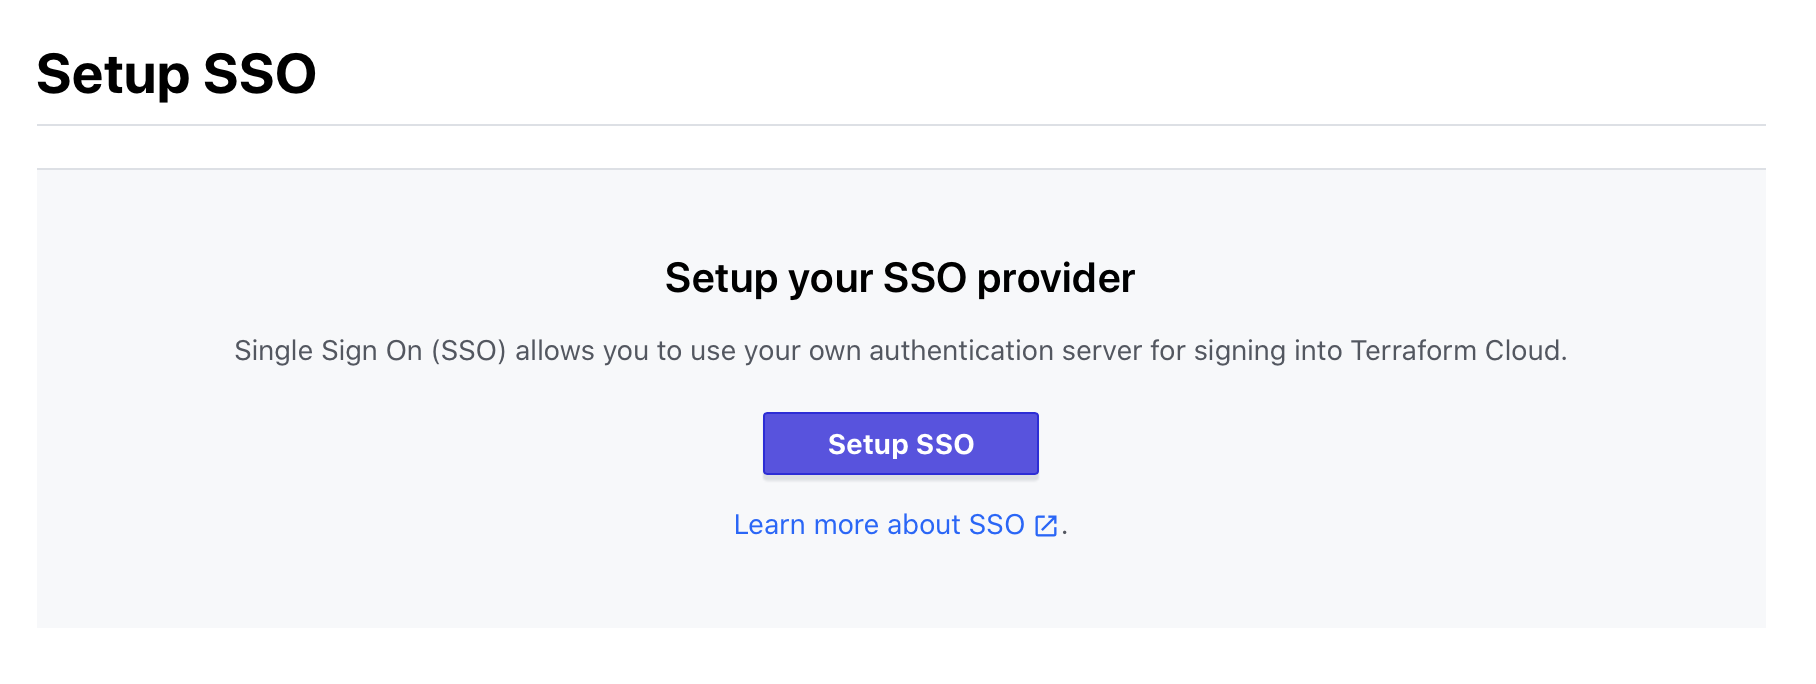 Setup SSO
Setup your SSO provider
Single Sign On (SSO) allows you to use your own authentication server for signing into Terraform Cloud.
Setup SSO
Learn more about SSO .